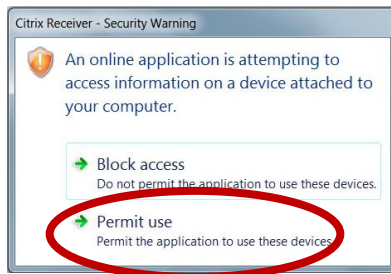 Citrix Receiver - Security Warning
An online application is attempting to
access information on a device attached to
your computer.
Block access
Do not permit the application to use these devices.
Permit use
Permit the application to use these devices.